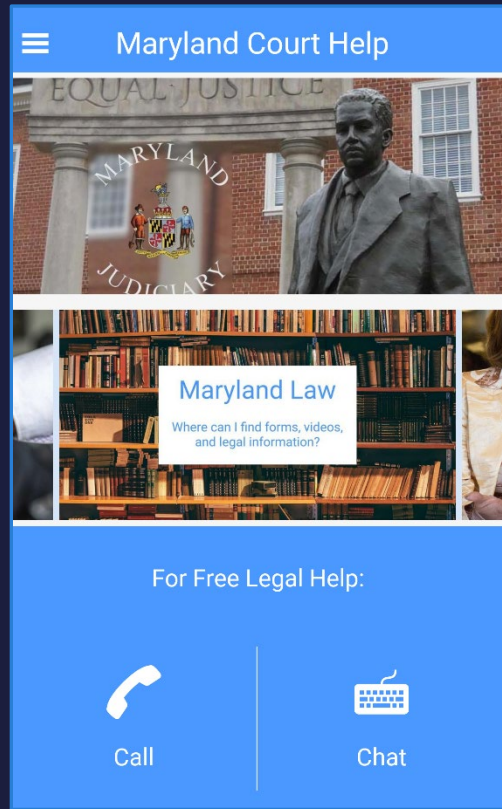 Maryland Court Help
EQUAL JUSTICE
MARYLAND
JUDICIARY
Maryland Law
Where can I find forms, videos,
and legal information?
For Free Legal Help:
Call
Chat